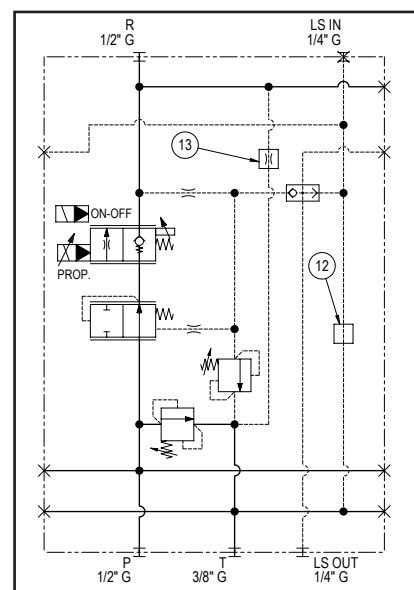 R
1/2" G
LS IN
1/4" G
13
ON-OFF
PROP.
12
P
1/2" G
T
3/8" G
LS OUT
1/4" G